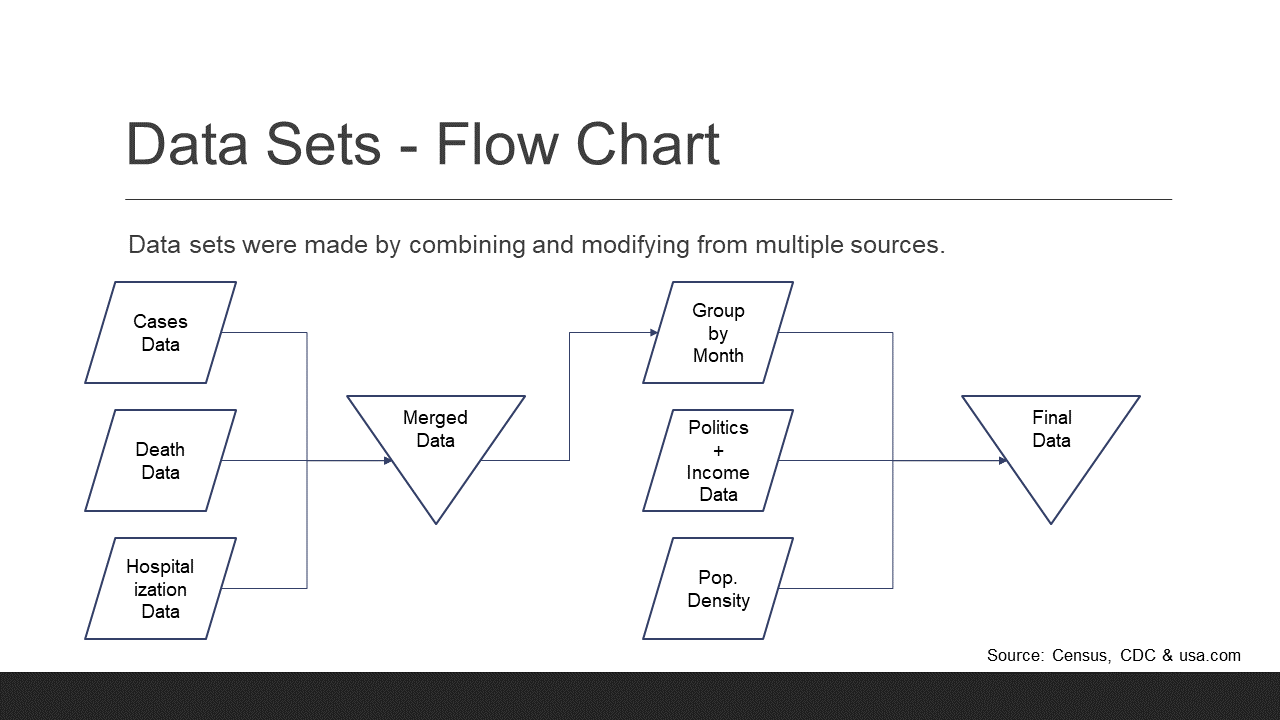 Data Sets - Flow Chart
Data sets were made by combining and modifying from multiple sources.
Cases
Data
Death
Data
Hospital
ization
Data
Merged
Data
Group
by
Month
Politics
+
Income
Data
Pop.
Density
Final
Data
Source: Census, CDC & usa.com